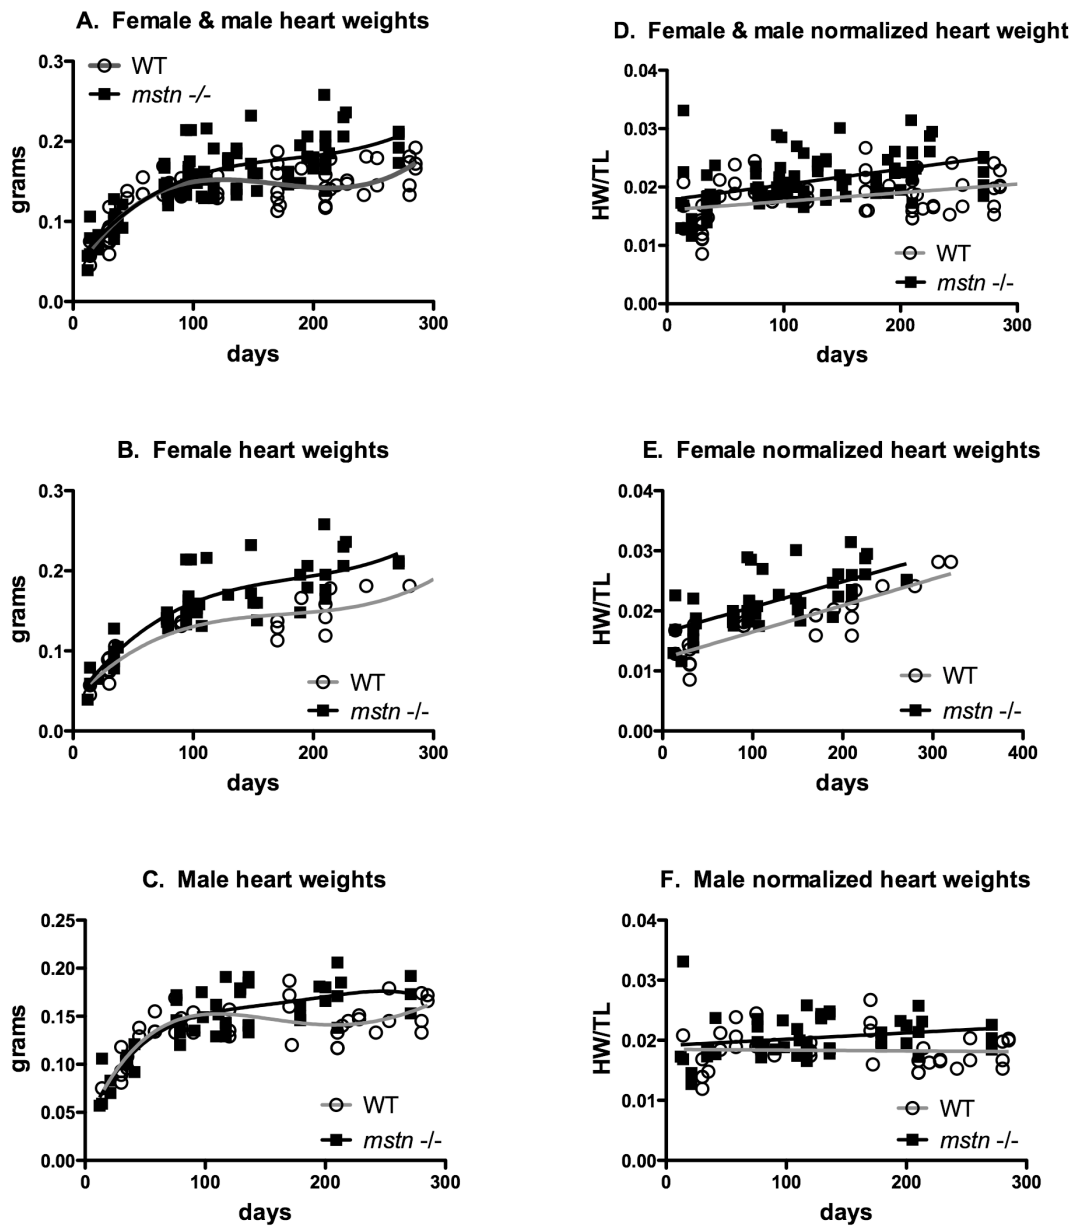 A. Female & male heart weights
0.3
WT
mstn -/-
0.2
grams
0.1
0.0
0 100 200 300
days
D. Female & male normalized heart weight
0.04
0.03
HW/TL
0.02
0.01
WT
mstn -/-
0.00
0 100 200 300
days
B. Female heart weights
0.3
0.2
grams
0.1
WT
mstn -/-
0.0
0 100 200 300
days
E. Female normalized heart weights
0.04
0.03
HW/TL
0.02
0.01
WT
mstn -/-
0.00
0 100 200 300 400
days
C. Male heart weights
0.25
0.20
0.15
grams
0.10
0.05
WT
mstn -/-
0.00
0 100 200 300
days
F. Male normalized heart weights
0.04
0.03
HW/TL
0.02
0.01
WT
mstn -/-
0.00
0 100 200 300
days